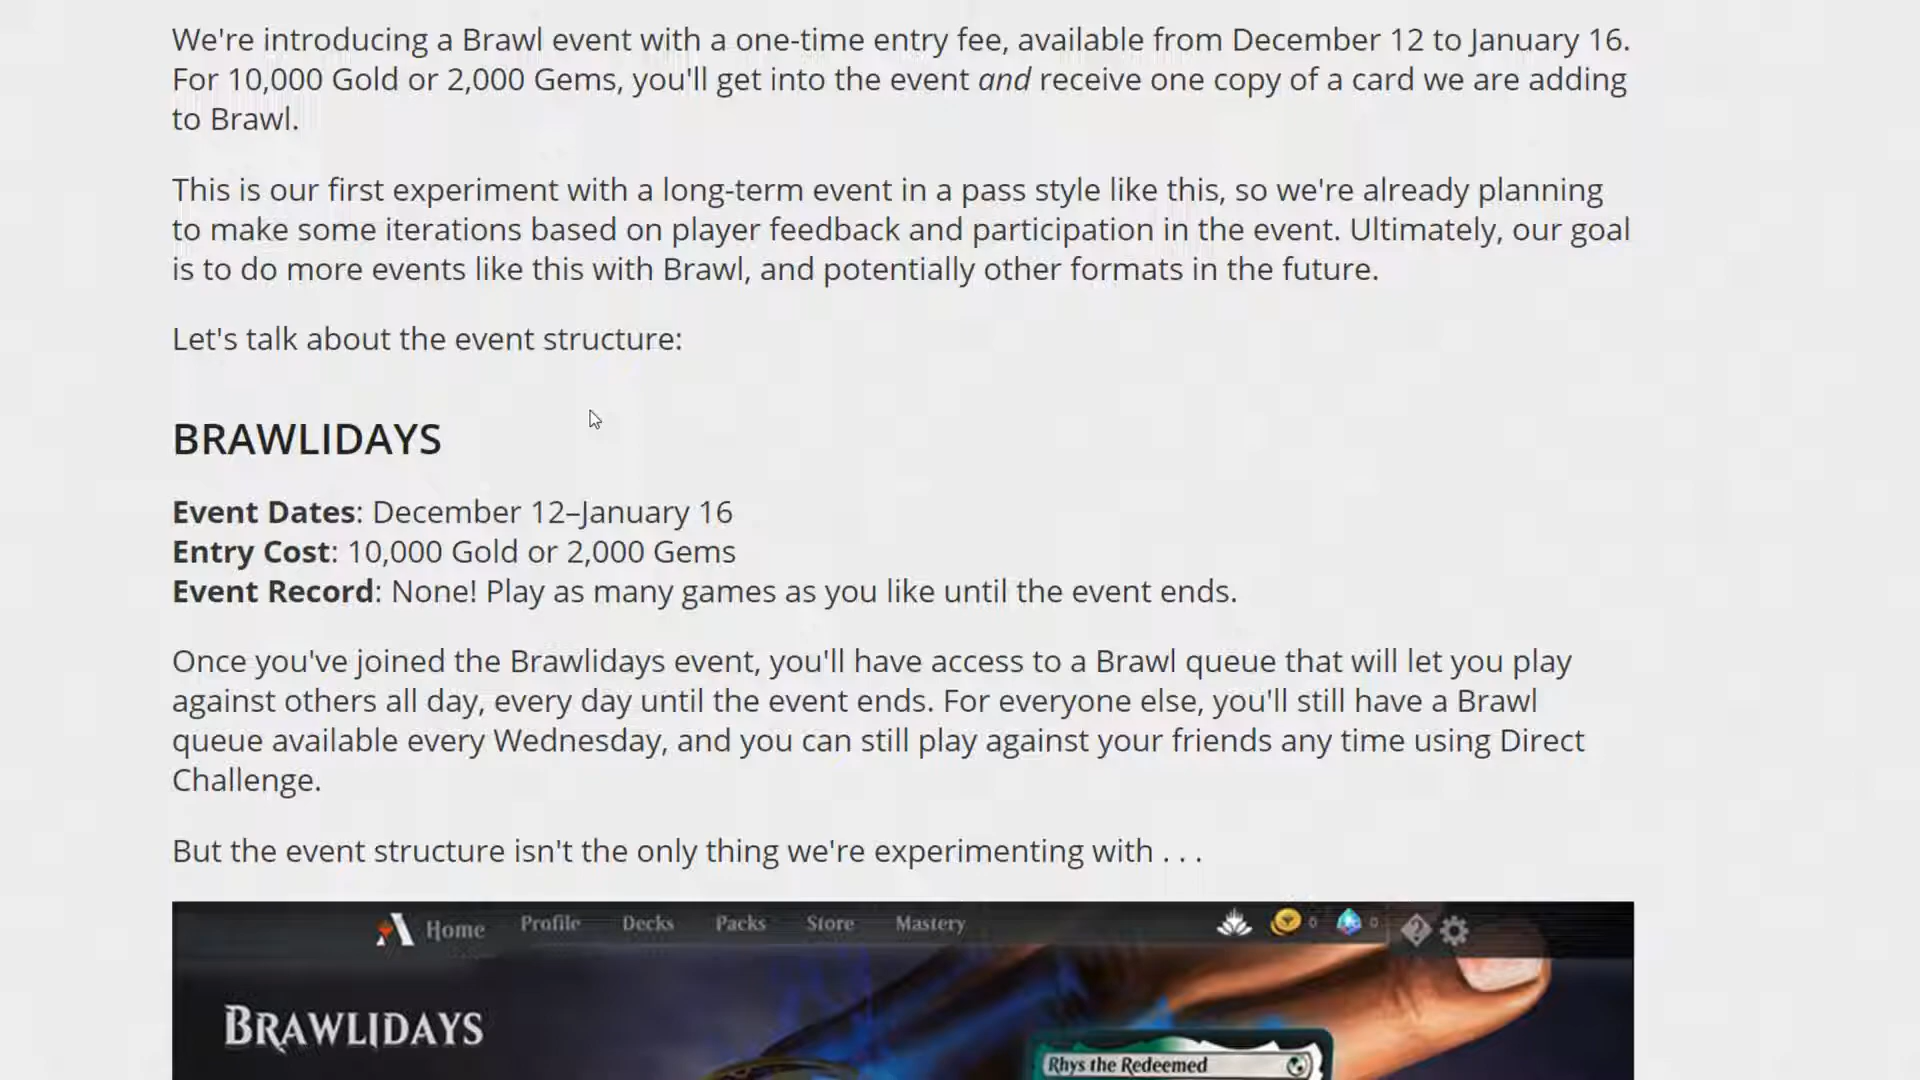 We're introducing a Brawl event with a one-time entry fee, available from December 12 to January 16.
For 10,000 Gold or 2,000 Gems, you'll get into the event and receive one copy of a card we are adding
to Brawl.
This is our first experiment with a long-term event in a pass style like this, so we're already planning
to make some iterations based on player feedback and participation in the event. Ultimately, our goal
is to do more events like this with Brawl, and potentially other formats in the future.
Let's talk about the event structure:
BRAWLIDAYS
Event Dates: December 12–January 16
Entry Cost: 10,000 Gold or 2,000 Gems
Event Record: None! Play as many games as you like until the event ends.
Once you've joined the Brawlidays event, you'll have access to a Brawl queue that will let you play
against others all day, every day until the event ends. For everyone else, you'll still have a Brawl
queue available every Wednesday, and you can still play against your friends any time using Direct
Challenge.
But the event structure isn't the only thing we're experimenting with . . .
Home Profile Decks Packs Store Mastery 0 0
BRAWLIDAYS
Rhys the Redeemed